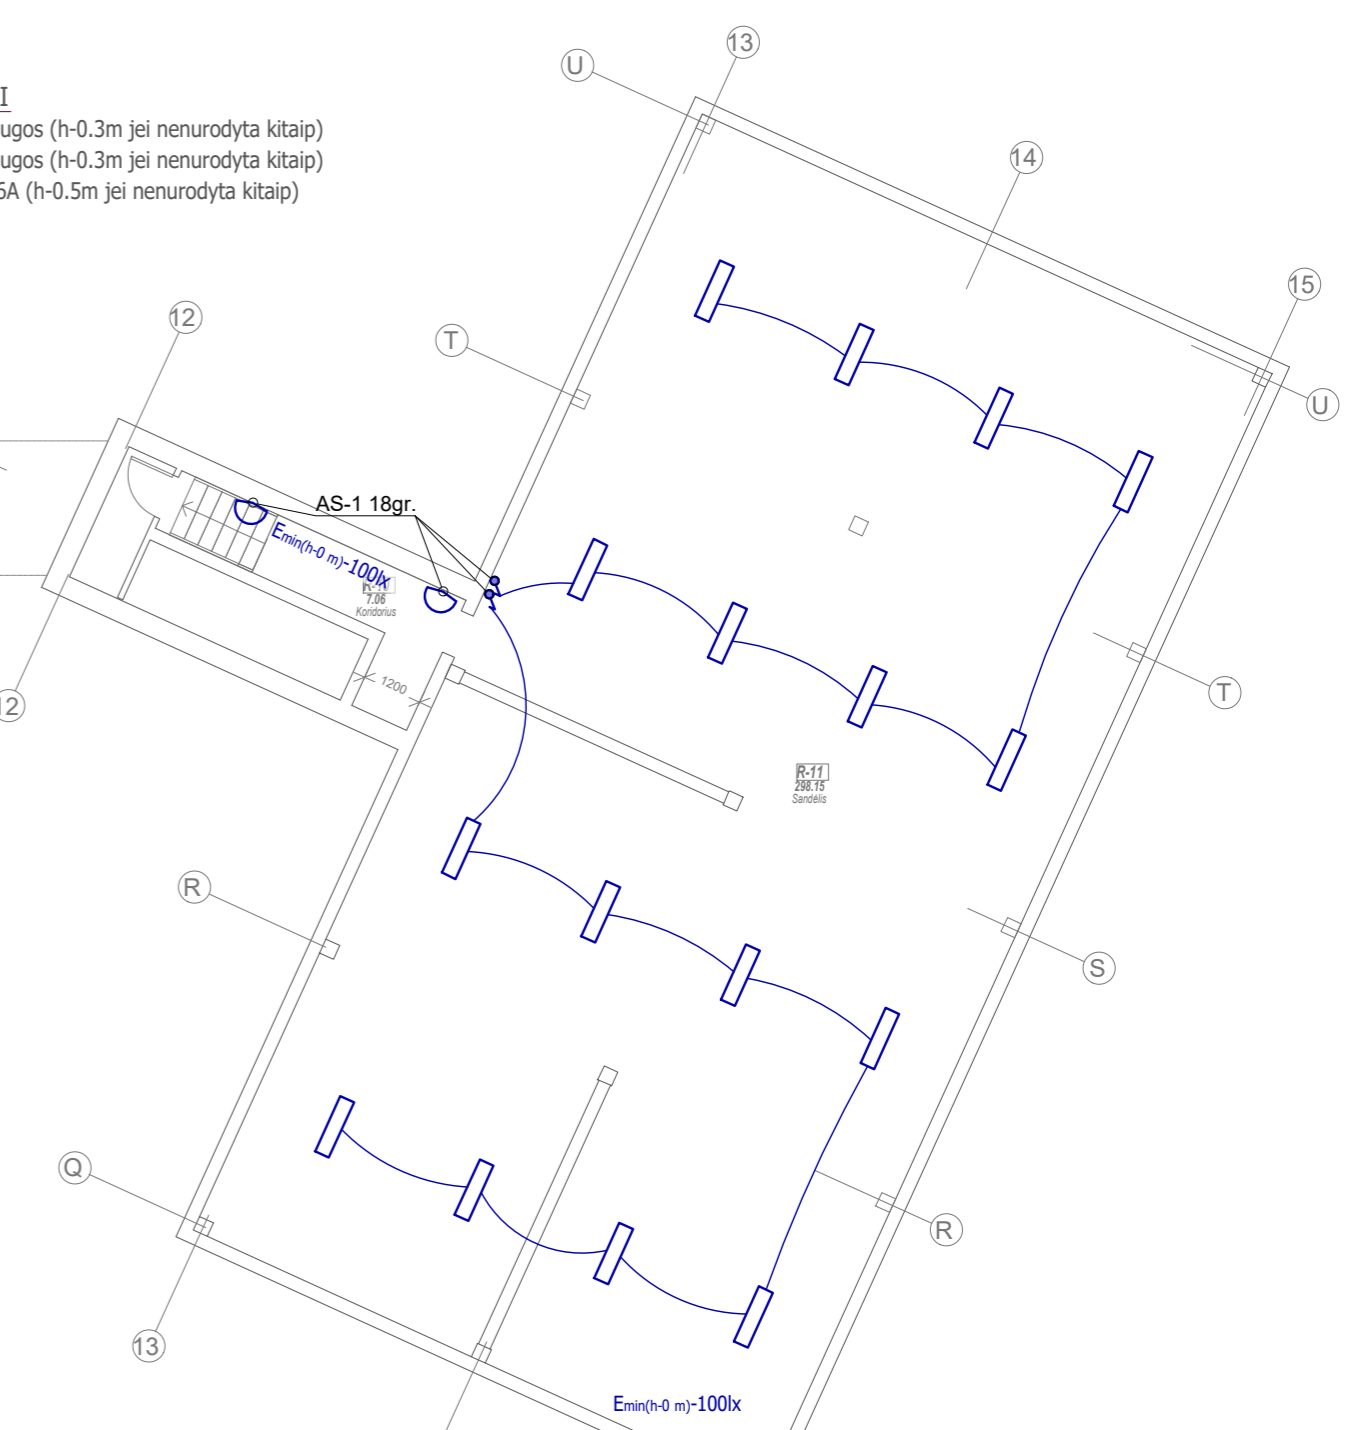 I
ugos (h-0.3m jei nenurodyta kitaip)
ugos (h-0.3m jei nenurodyta kitaip)
6A (h-0.5m jei nenurodyta kitaip)
13
U
14
15
12
T
U
AS-1 18gr.
Emin(h-0 m)-100lx
7.06
Koridorius
1200
12
T
R-11
298.15
Sandėlis
R
S
Q
R
13
Emin(h-0 m)-100lx